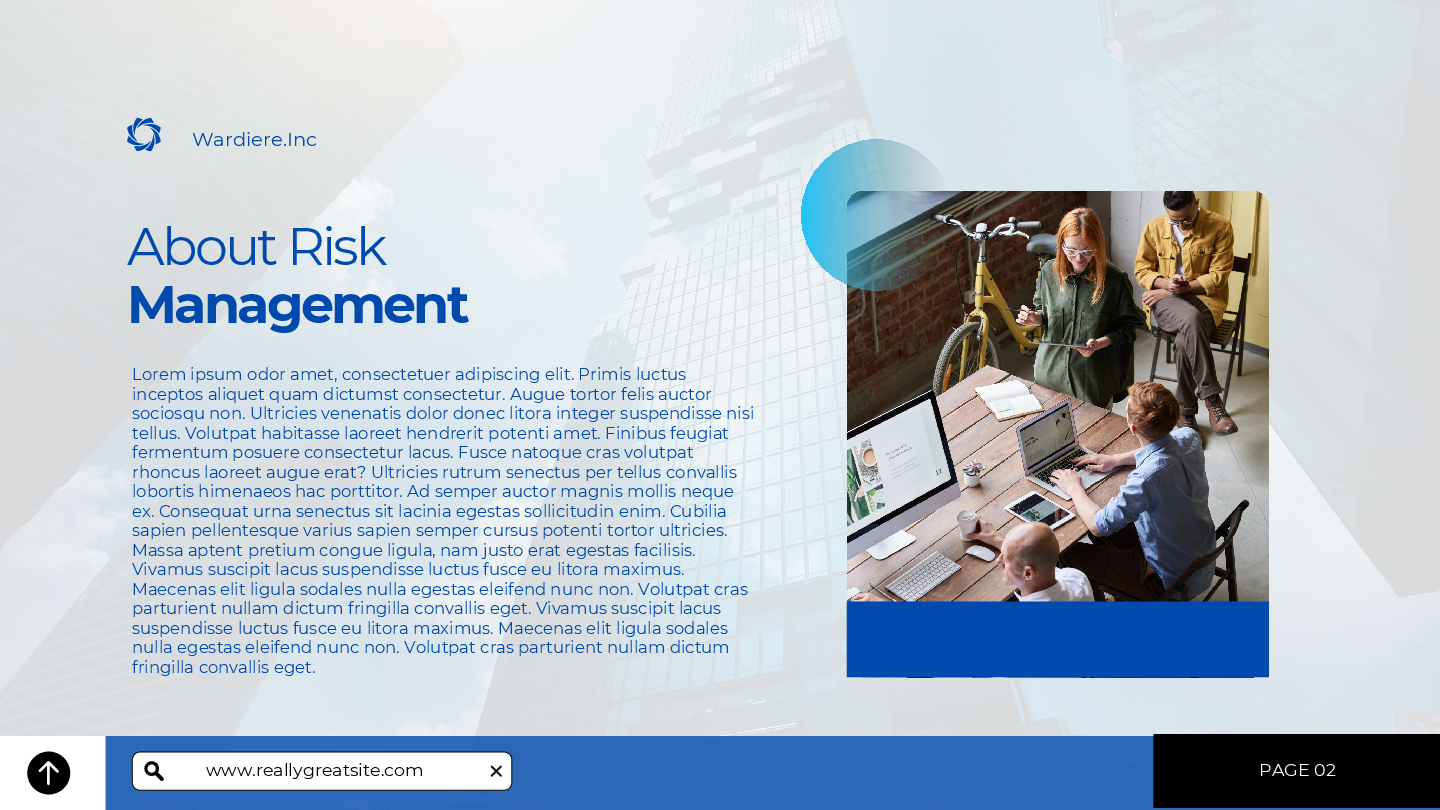 Wardiere.Inc
About Risk
Management
Lorem ipsum odor amet, consectetuer adipiscing elit. Primis luctus
inceptos aliquet quam dictumst consectetur. Augue tortor felis auctor
sociosqu non. Ultricies venenatis dolor donec litora integer suspendisse nisi
tellus. Volutpat habitasse laoreet hendrerit potenti amet. Finibus feugiat
fermentum posuere consectetur lacus. Fusce natoque cras volutpat
rhoncus laoreet augue erat? Ultricies rutrum senectus per tellus convallis
lobortis himenaeos hac porttitor. Ad semper auctor magnis mollis neque
ex. Consequat urna senectus sit lacinia egestas sollicitudin enim. Cubilia
sapien pellentesque varius sapien semper cursus potenti tortor ultricies.
Massa aptent pretium congue ligula, nam justo erat egestas facilisis.
Vivamus suscipit lacus suspendisse luctus fusce eu litora maximus.
Maecenas elit ligula sodales nulla egestas eleifend nunc non. Volutpat cras
parturient nullam dictum fringilla convallis eget. Vivamus suscipit lacus
suspendisse luctus fusce eu litora maximus. Maecenas elit ligula sodales
nulla egestas eleifend nunc non. Volutpat cras parturient nullam dictum
fringilla convallis eget.
www.reallygreatsite.com
PAGE 02